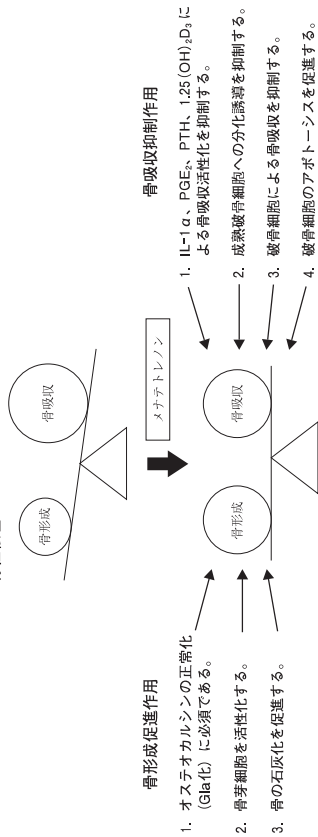 骨形成
骨吸収
メナテトレノン
骨形成促進作用
1. オステオカルシンの正常化
(Gla化)に必須である。
2. 骨芽細胞を活性化する。
3. 骨の石灰化を促進する。
骨形成
骨吸収
骨吸収抑制作用
1. IL-1α、PGE₂、PTH、1.25(OH)₂D₃に
よる骨吸収活性化を抑制する。
2. 成熟破骨細胞への分化誘導を抑制する。
3. 破骨細胞による骨吸収を抑制する。
4. 破骨細胞のアポトーシスを促進する。